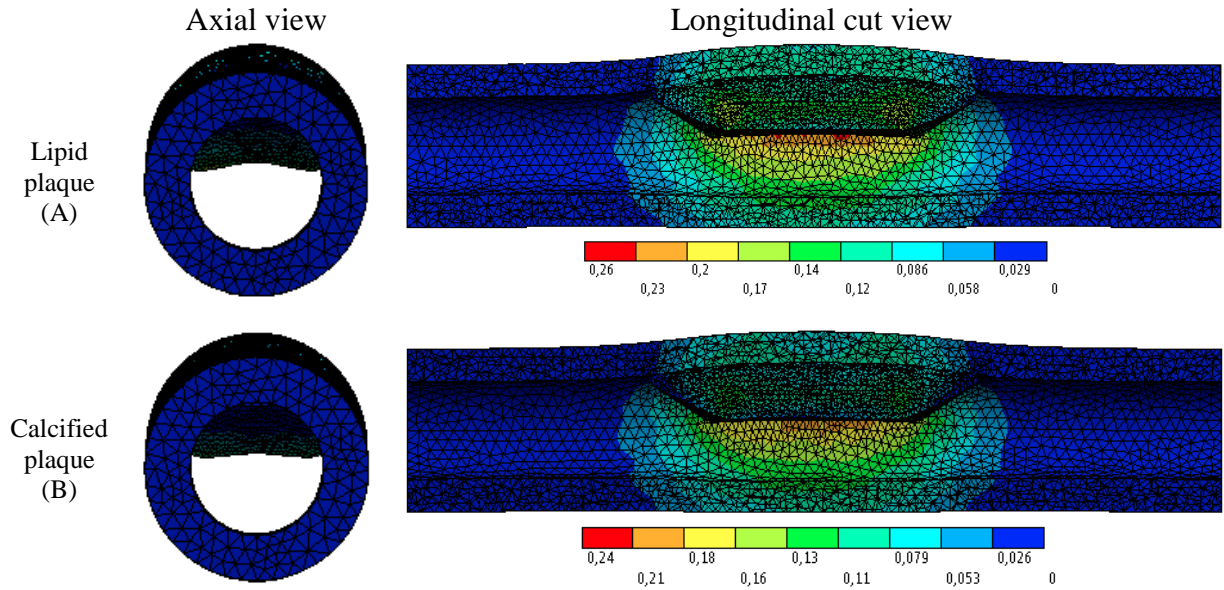 Axial view
Longitudinal cut view
Lipid
plaque
(A)
0,26 0,2 0,14 0,086 0,029
0,23 0,17 0,12 0,058 0
Calcified
plaque
(B)
0,24 0,18 0,13 0,079 0,026
0,21 0,16 0,11 0,053 0